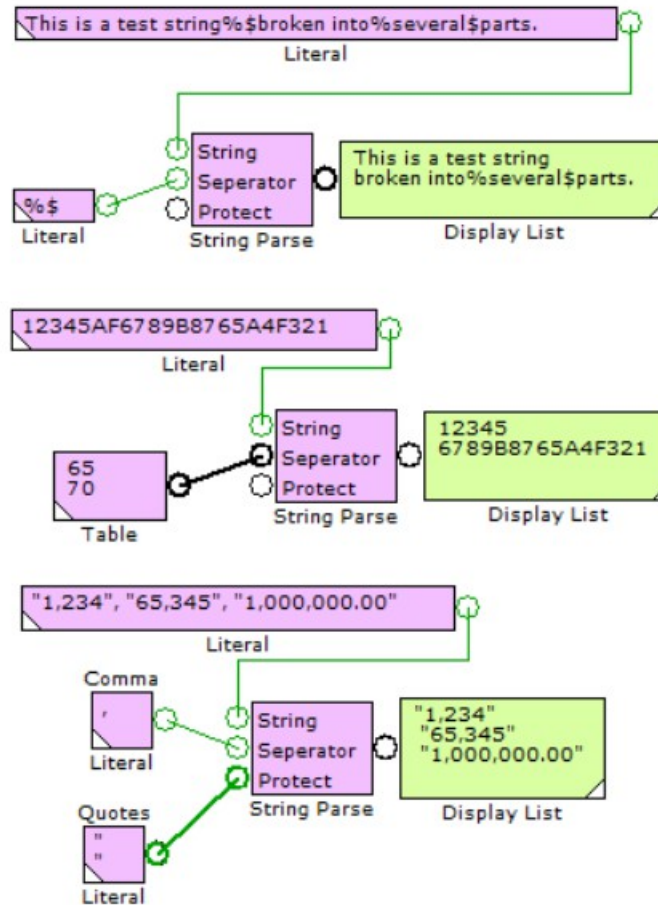 This is a test string%$broken into%several$parts.
Literal
String
Seperator
Protect
String Parse
%$
Literal
This is a test string
broken into%several$parts.
Display List
12345AF6789B8765A4F321
Literal
String
Seperator
Protect
String Parse
65
70
Table
12345
6789B8765A4F321
Display List
"1,234", "65,345", "1,000,000.00"
Literal
Comma
,
Literal
String
Seperator
Protect
String Parse
Quotes
"
"
Literal
"1,234"
"65,345"
"1,000,000.00"
Display List